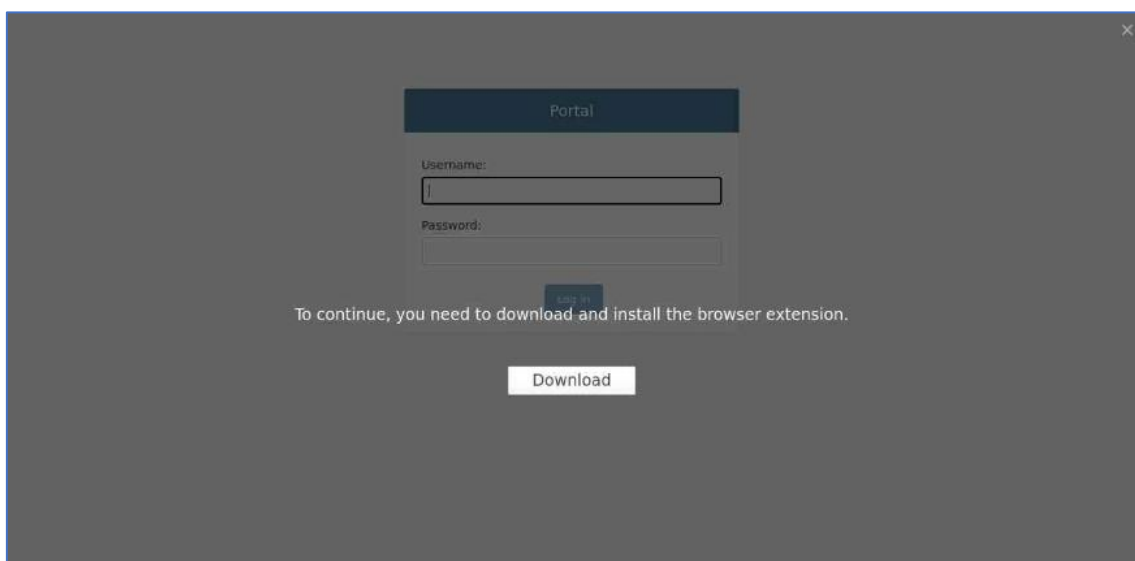 ×
Portal
Username:
Password:
Log in
To continue, you need to download and install the browser extension.
Download